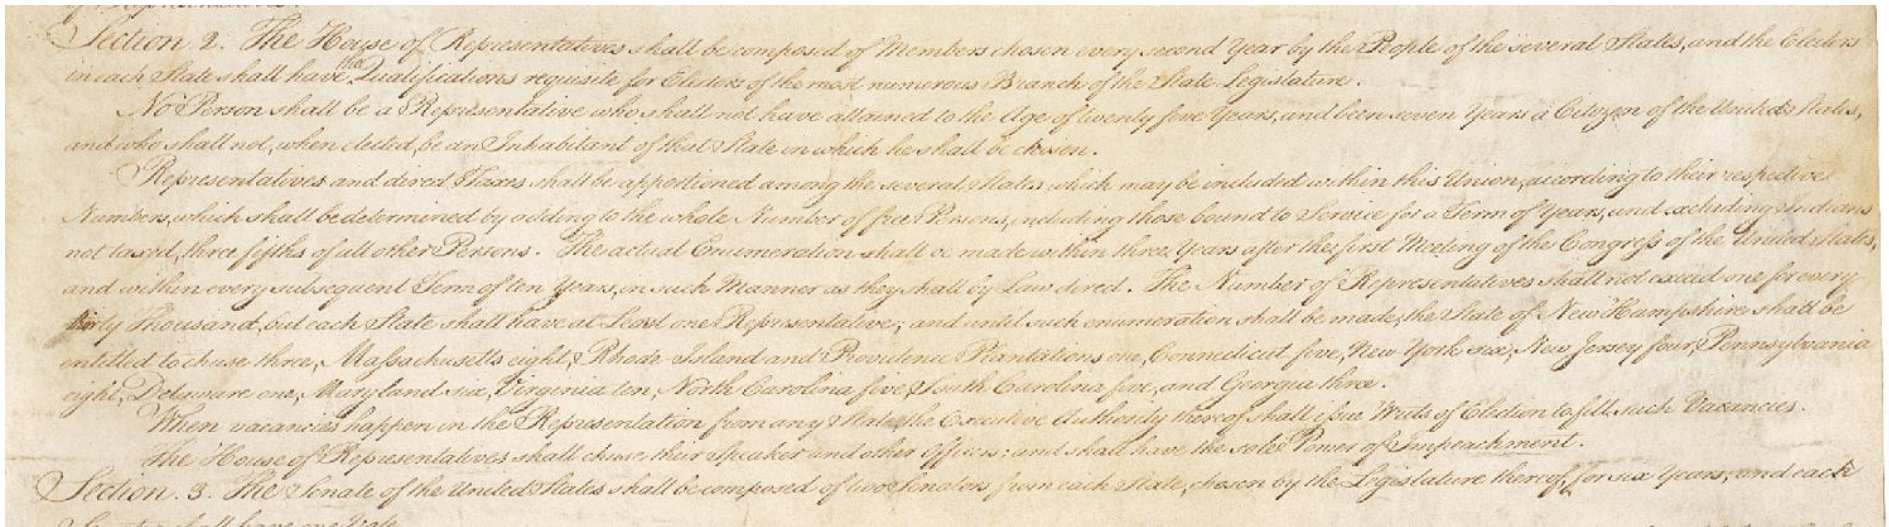 Section 2. The House of Representatives shall be composed of Members chosen every second Year by the People of the several States, and the Electors
in each State shall have the Qualifications requisite for Electors of the most numerous Branch of the State Legislature.
No Person shall be a Representative who shall not have attained to the Age of twenty five Years, and been seven Years a Citizen of the United States,
and who shall not, when elected, be an Inhabitant of that State in which he shall be chosen.
Representatives and direct Taxes shall be apportioned among the several States which may be included within this Union, according to their respective
Numbers, which shall be determined by adding to the whole Number of free Persons, including those bound to Service for a Term of Years, and excluding Indians
not taxed, three fifths of all other Persons. The actual Enumeration shall be made within three Years after the first Meeting of the Congress of the United States,
and within every subsequent Term of ten Years, in such Manner as they shall by Law direct. The Number of Representatives shall not exceed one for every
thirty Thousand, but each State shall have at Least one Representative; and until such enumeration shall be made, the State of New Hampshire shall be
entitled to chuse three, Massachusetts eight, Rhode Island and Providence Plantations one, Connecticut five, New York six, New Jersey four, Pennsylvania
eight, Delaware one, Maryland six, Virginia ten, North Carolina five, South Carolina five, and Georgia three.
When vacancies happen in the Representation from any State, the Executive Authority thereof shall issue Writs of Election to fill such Vacancies.
The House of Representatives shall chuse their Speaker and other Officers; and shall have the sole Power of Impeachment.
Section. 3. The Senate of the United States shall be composed of two Senators from each State, chosen by the Legislature thereof, for six Years; and each
Senator shall have one Vote.